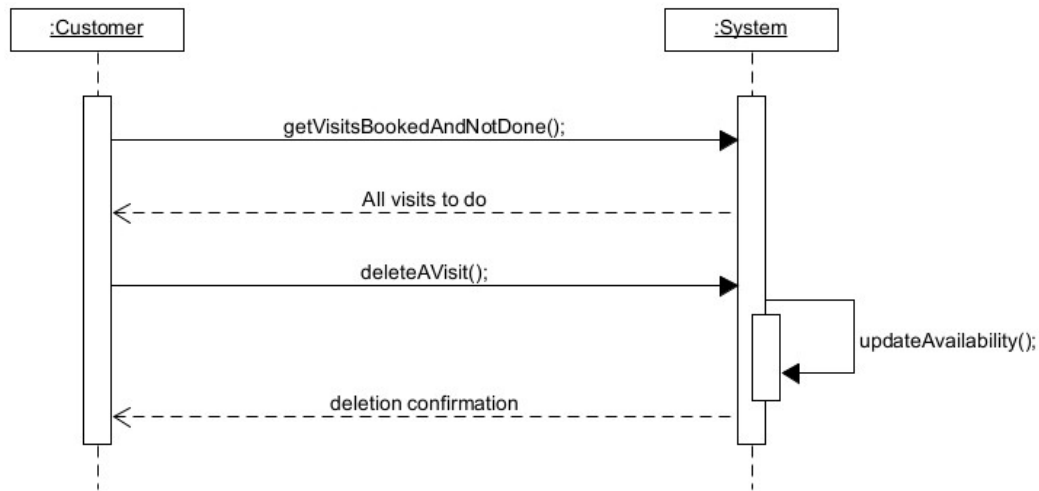 :Customer
:System
getVisitsBookedAndNotDone();
All visits to do
deleteAVisit();
updateAvailability();
deletion confirmation